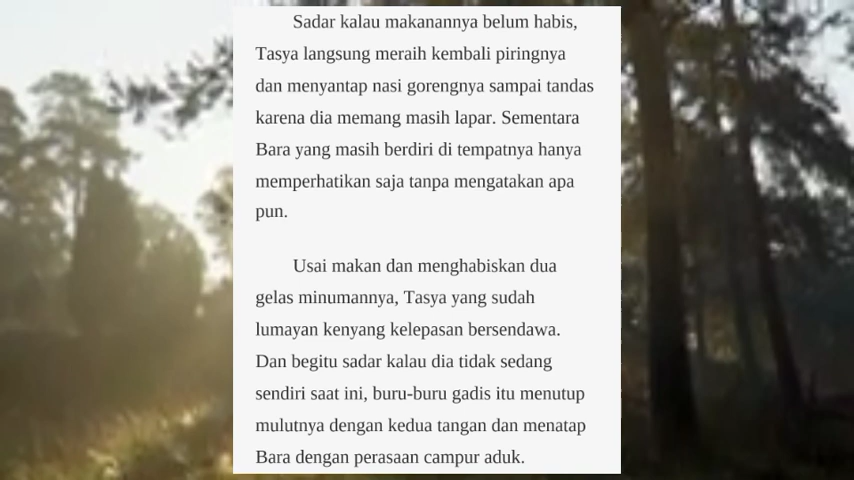 Sadar kalau makanannya belum habis,
Tasya langsung meraih kembali piringnya
dan menyantap nasi gorengnya sampai tandas
karena dia memang masih lapar. Sementara
Bara yang masih berdiri di tempatnya hanya
memperhatikan saja tanpa mengatakan apa
pun.
Usai makan dan menghabiskan dua
gelas minumannya, Tasya yang sudah
lumayan kenyang kelepasan bersendawa.
Dan begitu sadar kalau dia tidak sedang
sendiri saat ini, buru-buru gadis itu menutup
mulutnya dengan kedua tangan dan menatap
Bara dengan perasaan campur aduk.